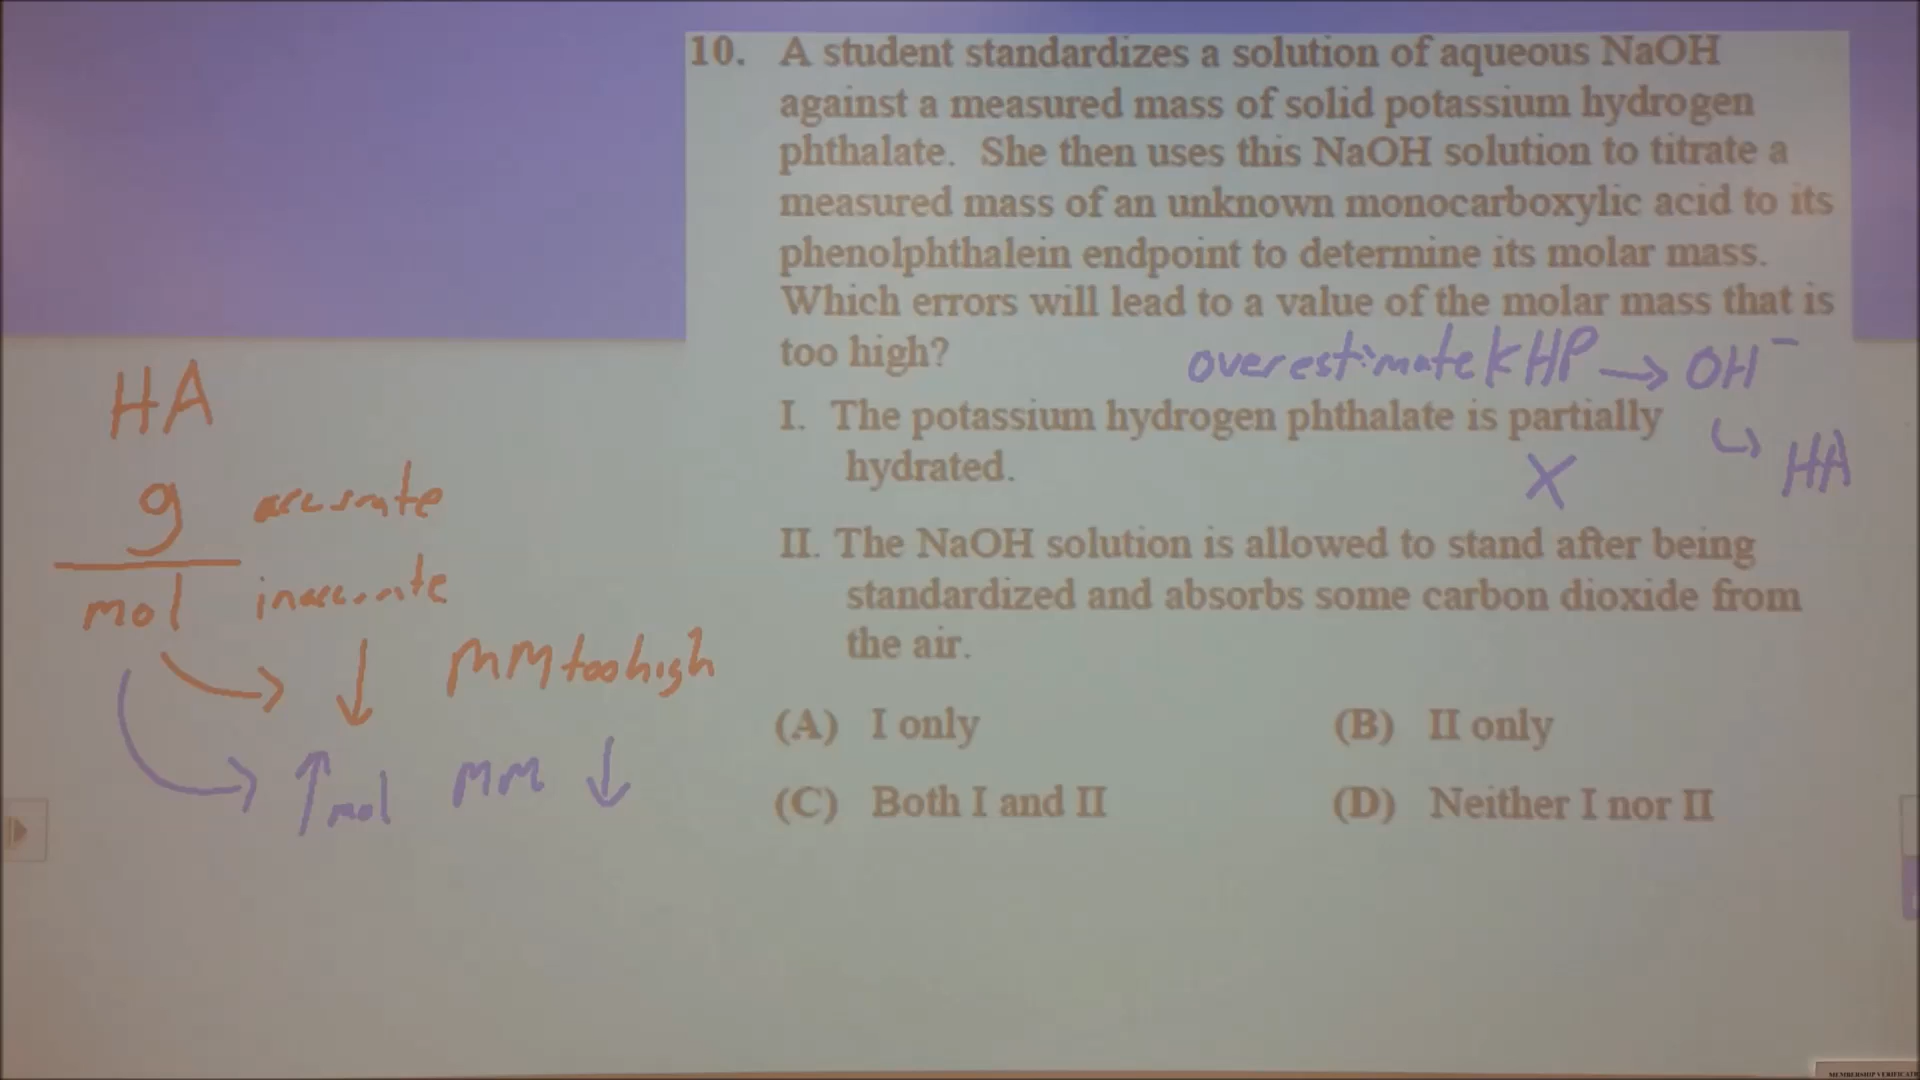 10. A student standardizes a solution of aqueous NaOH
against a measured mass of solid potassium hydrogen
phthalate. She then uses this NaOH solution to titrate a
measured mass of an unknown monocarboxylic acid to its
phenolphthalein endpoint to determine its molar mass.
Which errors will lead to a value of the molar mass that is
too high?
overestimate KHP → OH⁻
↳ HA
I. The potassium hydrogen phthalate is partially
hydrated.
X
II. The NaOH solution is allowed to stand after being
standardized and absorbs some carbon dioxide from
the air.
(A) I only (B) II only
(C) Both I and II (D) Neither I nor II
HA
g accurate
mol inaccurate
→ ↓ MM too high
→ ↑ mol MM ↓
MEMBERSHIP VERIFICATI